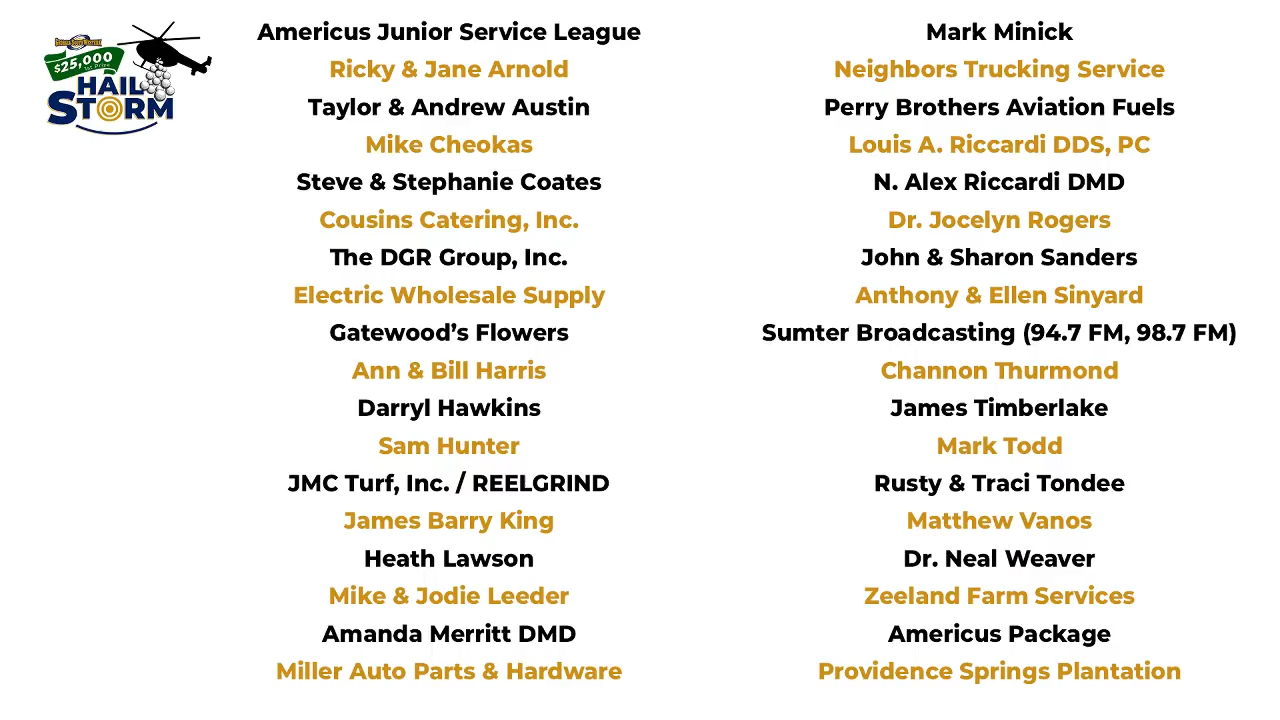 $25,000
1st Prize
HAIL
STORM
Americus Junior Service League
Ricky & Jane Arnold
Taylor & Andrew Austin
Mike Cheokas
Steve & Stephanie Coates
Cousins Catering, Inc.
The DGR Group, Inc.
Electric Wholesale Supply
Gatewood’s Flowers
Ann & Bill Harris
Darryl Hawkins
Sam Hunter
JMC Turf, Inc. / REELGRIND
James Barry King
Heath Lawson
Mike & Jodie Leeder
Amanda Merritt DMD
Miller Auto Parts & Hardware
Mark Minick
Neighbors Trucking Service
Perry Brothers Aviation Fuels
Louis A. Riccardi DDS, PC
N. Alex Riccardi DMD
Dr. Jocelyn Rogers
John & Sharon Sanders
Anthony & Ellen Sinyard
Sumter Broadcasting (94.7 FM, 98.7 FM)
Channon Thurmond
James Timberlake
Mark Todd
Rusty & Traci Tondee
Matthew Vanos
Dr. Neal Weaver
Zeeland Farm Services
Americus Package
Providence Springs Plantation